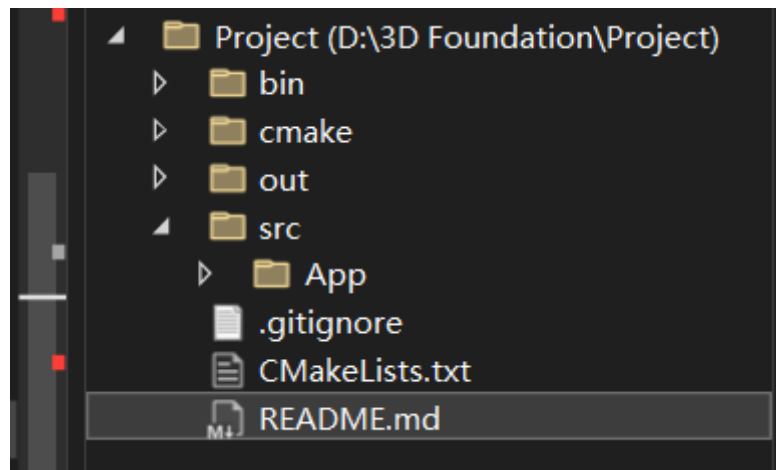 Project (D:\3D Foundation\Project)
bin
cmake
out
src
App
.gitignore
CMakeLists.txt
M↓ README.md